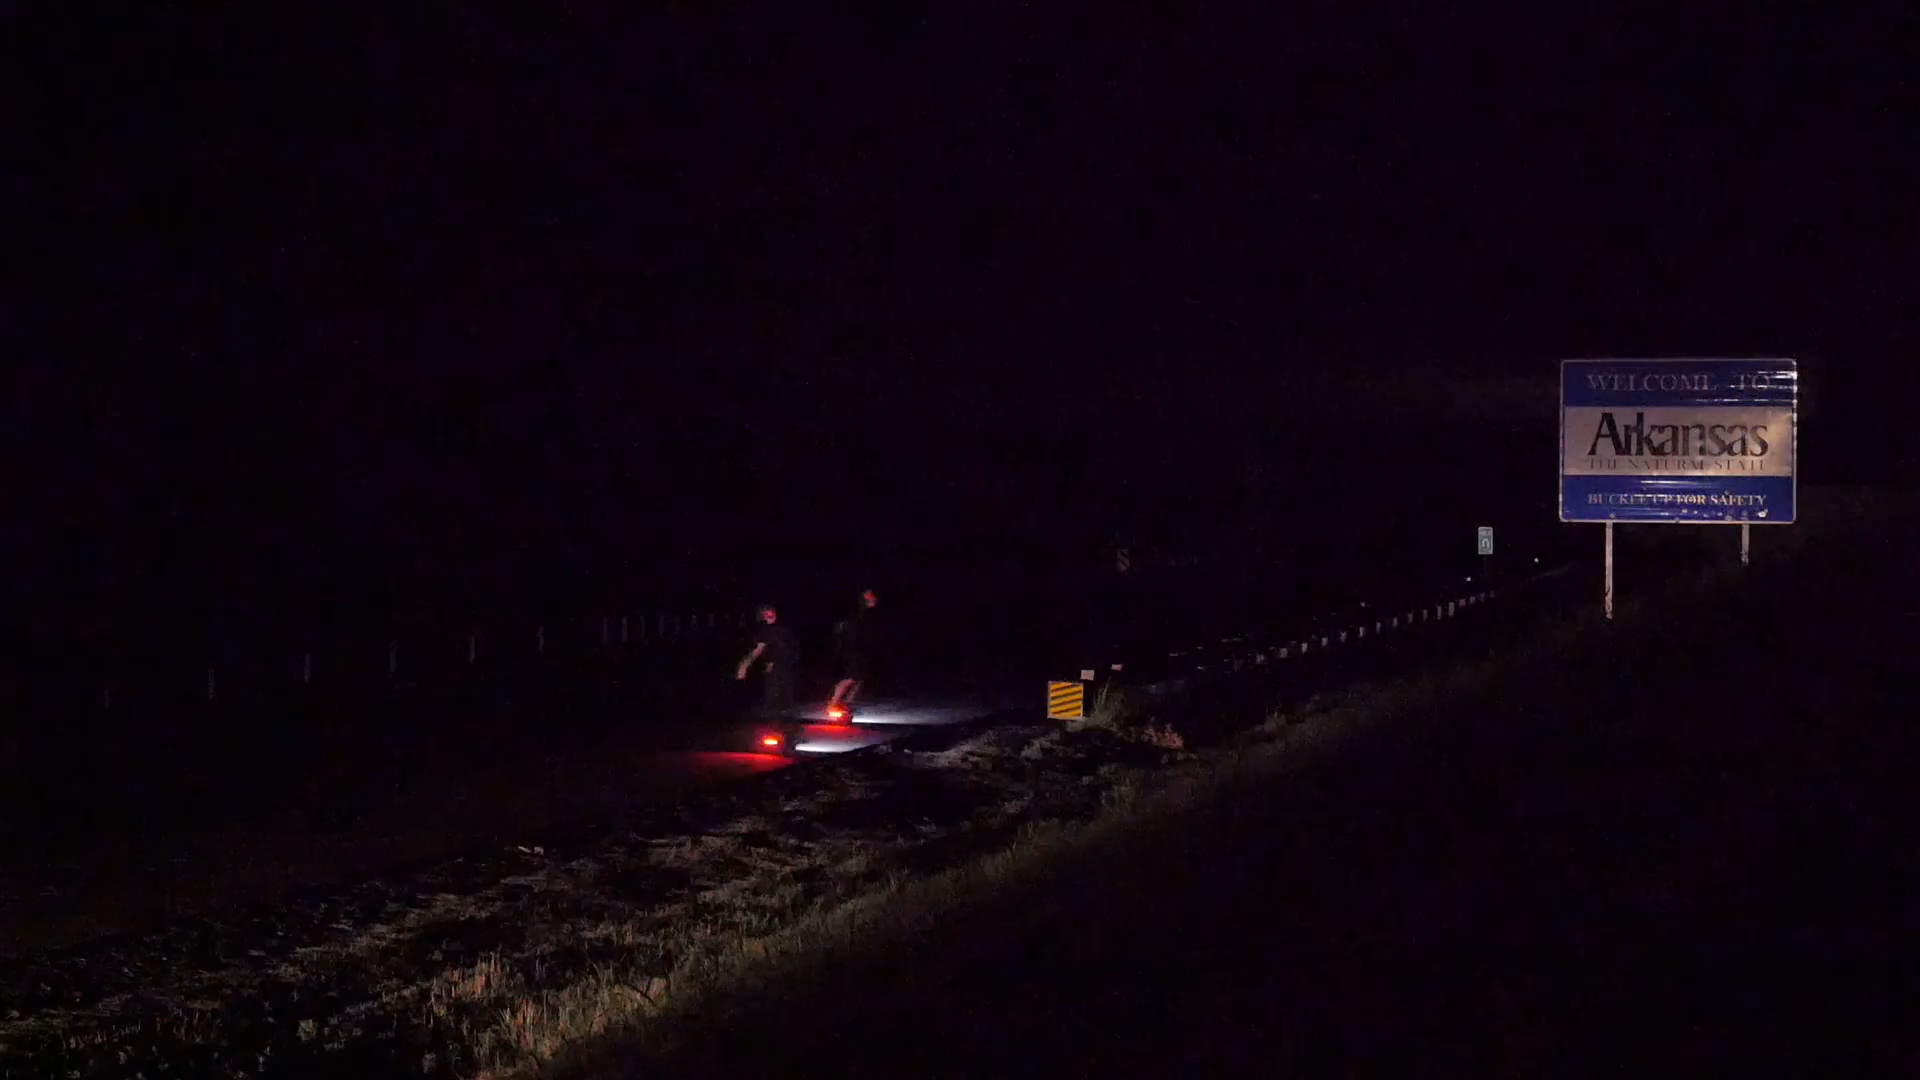 WELCOME TO
Arkansas
THE NATURAL STATE
BUCKLE UP FOR SAFETY